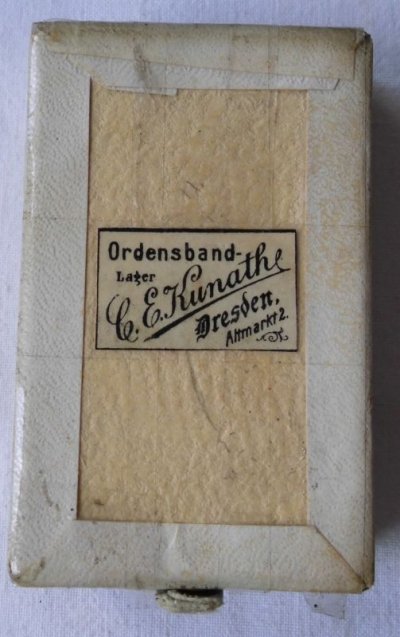 Ordensband-
Lager
C. E. Kunath
Dresden,
Altmarkt 2.